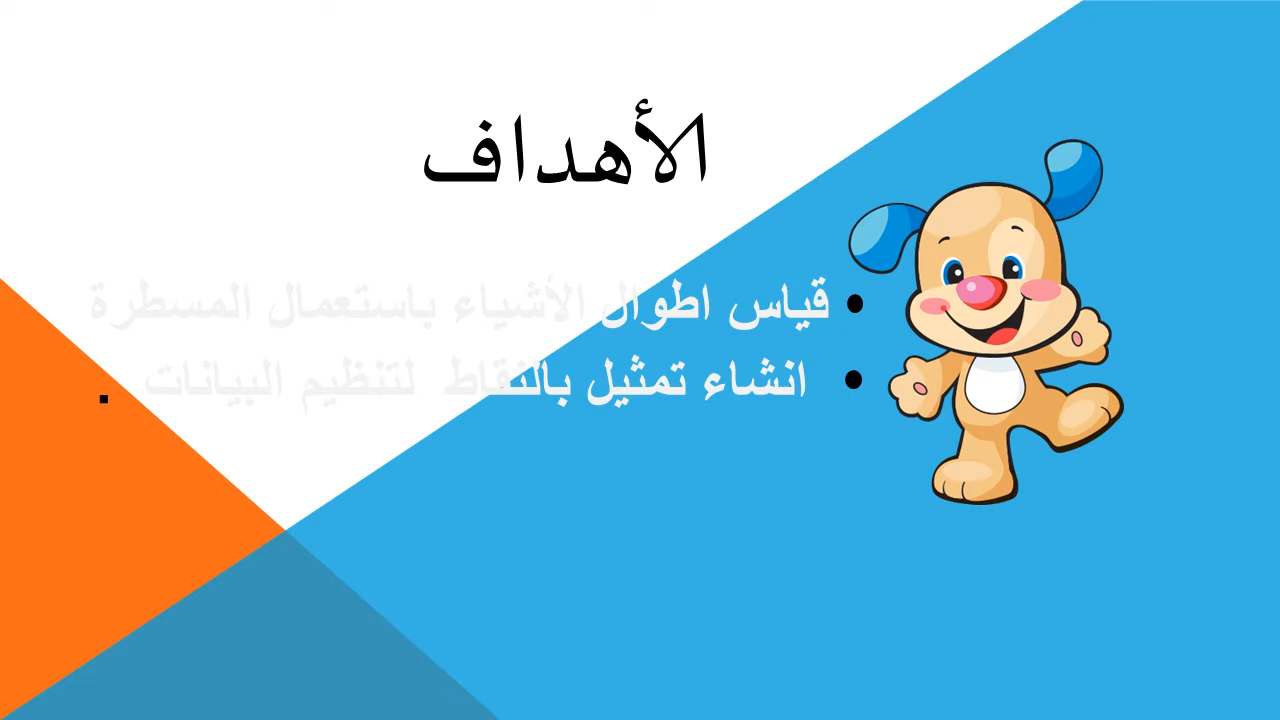 الأهداف
• قياس اطوال الأشياء باستعمال المسطرة
• انشاء تمثيل بالنقاط لتنظيم البيانات .